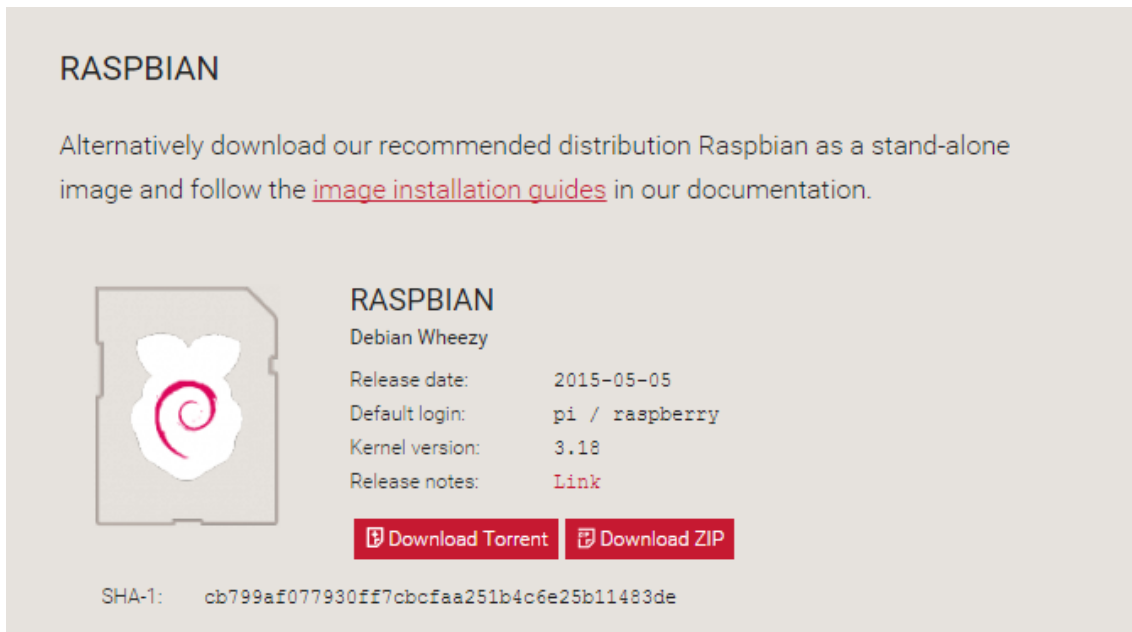 RASPBIAN
Alternatively download our recommended distribution Raspbian as a stand-alone
image and follow the image installation guides in our documentation.
RASPBIAN
Debian Wheezy
Release date: 2015-05-05
Default login: pi / raspberry
Kernel version: 3.18
Release notes: Link
Download Torrent Download ZIP
SHA-1: cb799af077930ff7cbcfaa251b4c6e25b11483de